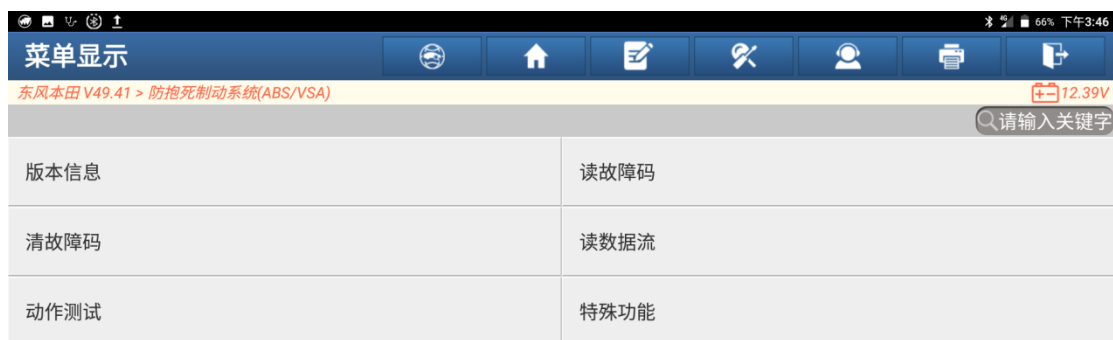 66% 下午3:46
菜单显示
东风本田 V49.41 > 防抱死制动系统(ABS/VSA)
12.39V
请输入关键字
版本信息
读故障码
清故障码
读数据流
动作测试
特殊功能